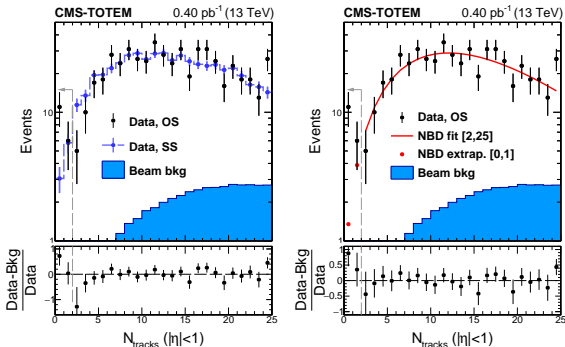 CMS-TOTEM 0.40 pb⁻¹ (13 TeV)
Events
10
1
Data, OS
Data, SS
Beam bkg
Data-Bkg
Data
0
−1
0 5 10 15 20 25
N_tracks (|η|<1)
CMS-TOTEM 0.40 pb⁻¹ (13 TeV)
Events
10
1
Data, OS
NBD fit [2,25]
NBD extrap. [0,1]
Beam bkg
Data-Bkg
Data
0.5
0
−0.5
−1
0 5 10 15 20 25
N_tracks (|η|<1)